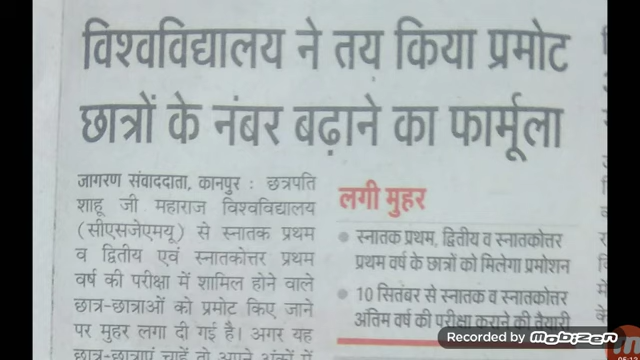 विश्वविद्यालय ने तय किया प्रमोट
छात्रों के नंबर बढ़ाने का फार्मूला
जागरण संवाददाता, कानपुर : छत्रपति
शाहू जी महाराज विश्वविद्यालय
(सीएसजेएमयू) से स्नातक प्रथम
व द्वितीय एवं स्नातकोत्तर प्रथम
वर्ष की परीक्षा में शामिल होने वाले
छात्र-छात्राओं को प्रमोट किए जाने
पर मुहर लगा दी गई है। अगर यह
छात्र-छात्राएं चाहें तो अपने अंकों में
लगी मुहर
स्नातक प्रथम, द्वितीय व स्नातकोत्तर
प्रथम वर्ष के छात्रों को मिलेगा प्रमोशन
10 सितंबर से स्नातक व स्नातकोत्तर
अंतिम वर्ष की परीक्षा कराने की तैयारी
Recorded by mobizen